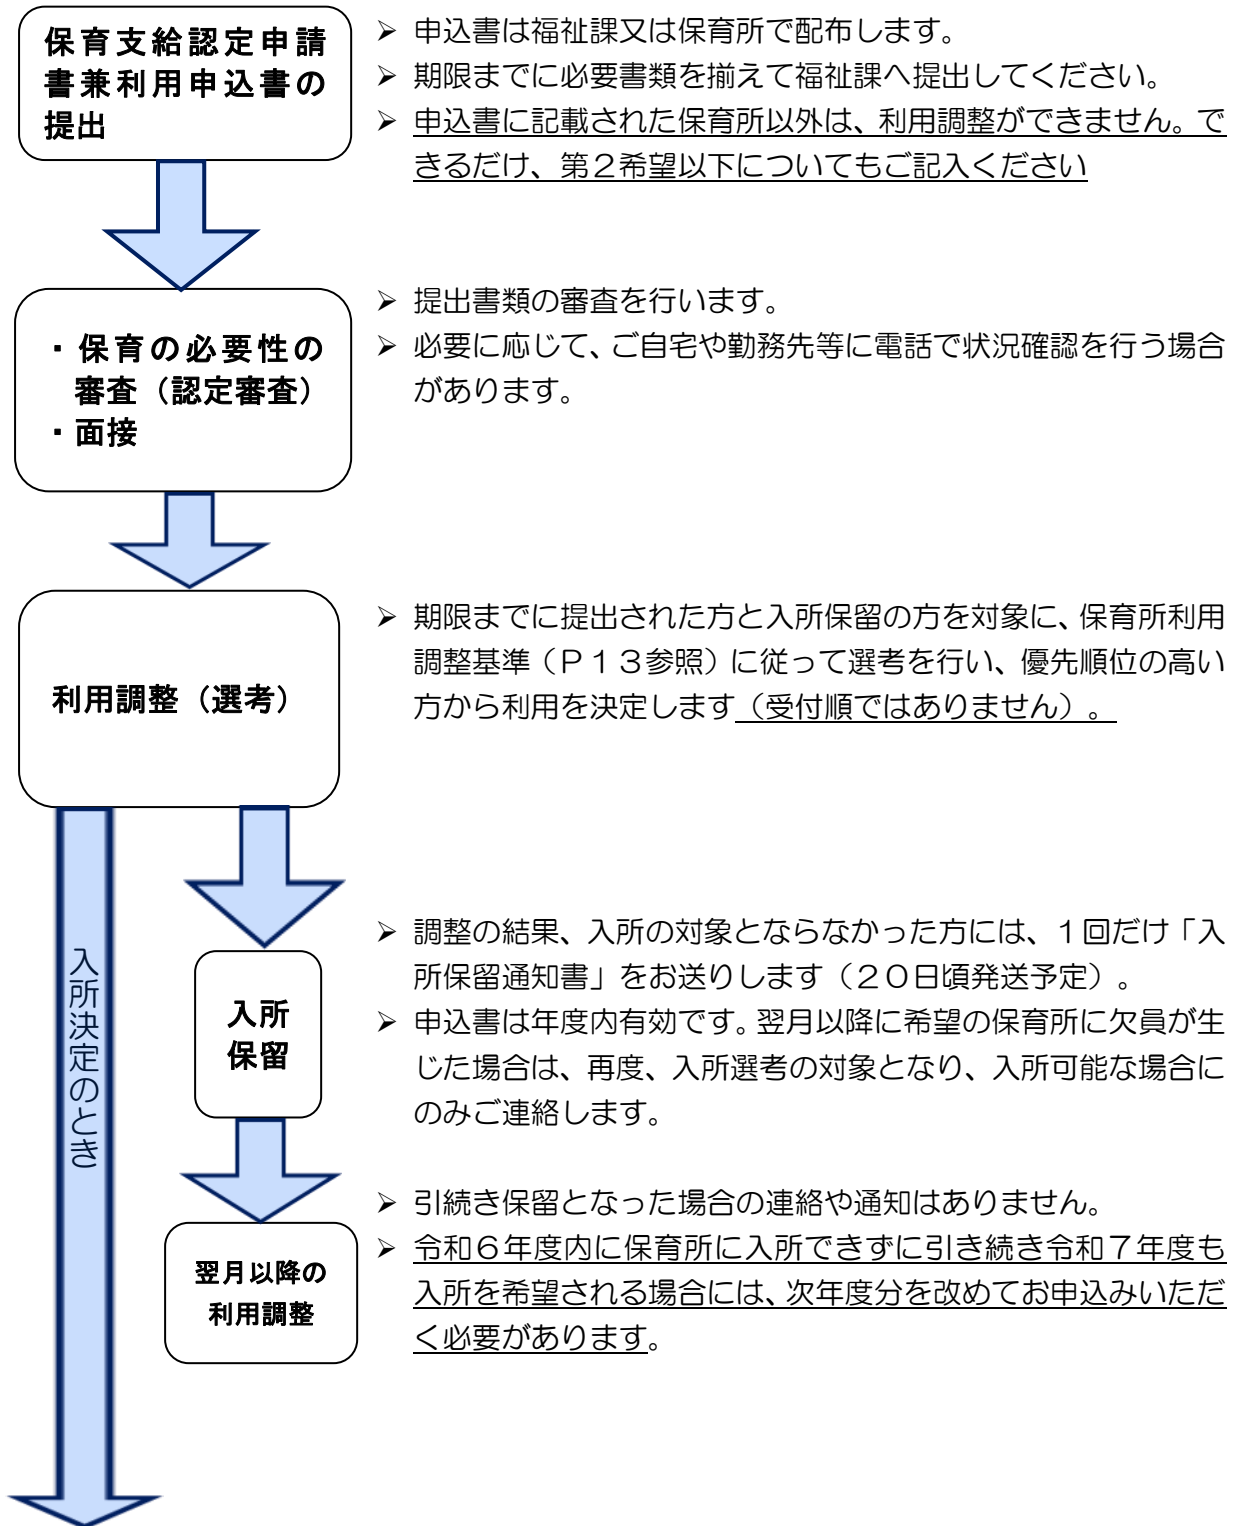 保育支給認定申請
書兼利用申込書の
提出
➢ 申込書は福祉課又は保育所で配布します。
➢ 期限までに必要書類を揃えて福祉課へ提出してください。
➢ 申込書に記載された保育所以外は、利用調整ができません。で
きるだけ、第２希望以下についてもご記入ください
・保育の必要性の
審査（認定審査）
・面接
➢ 提出書類の審査を行います。
➢ 必要に応じて、ご自宅や勤務先等に電話で状況確認を行う場合
があります。
利用調整（選考）
➢ 期限までに提出された方と入所保留の方を対象に、保育所利用
調整基準（Ｐ１３参照）に従って選考を行い、優先順位の高い
方から利用を決定します（受付順ではありません）。
入所決定のとき
入所
保留
➢ 調整の結果、入所の対象とならなかった方には、１回だけ「入
所保留通知書」をお送りします（２０日頃発送予定）。
➢ 申込書は年度内有効です。翌月以降に希望の保育所に欠員が生
じた場合は、再度、入所選考の対象となり、入所可能な場合に
のみご連絡します。
翌月以降の
利用調整
➢ 引続き保留となった場合の連絡や通知はありません。
➢ 令和６年度内に保育所に入所できずに引き続き令和７年度も
入所を希望される場合には、次年度分を改めてお申込みいただ
く必要があります。